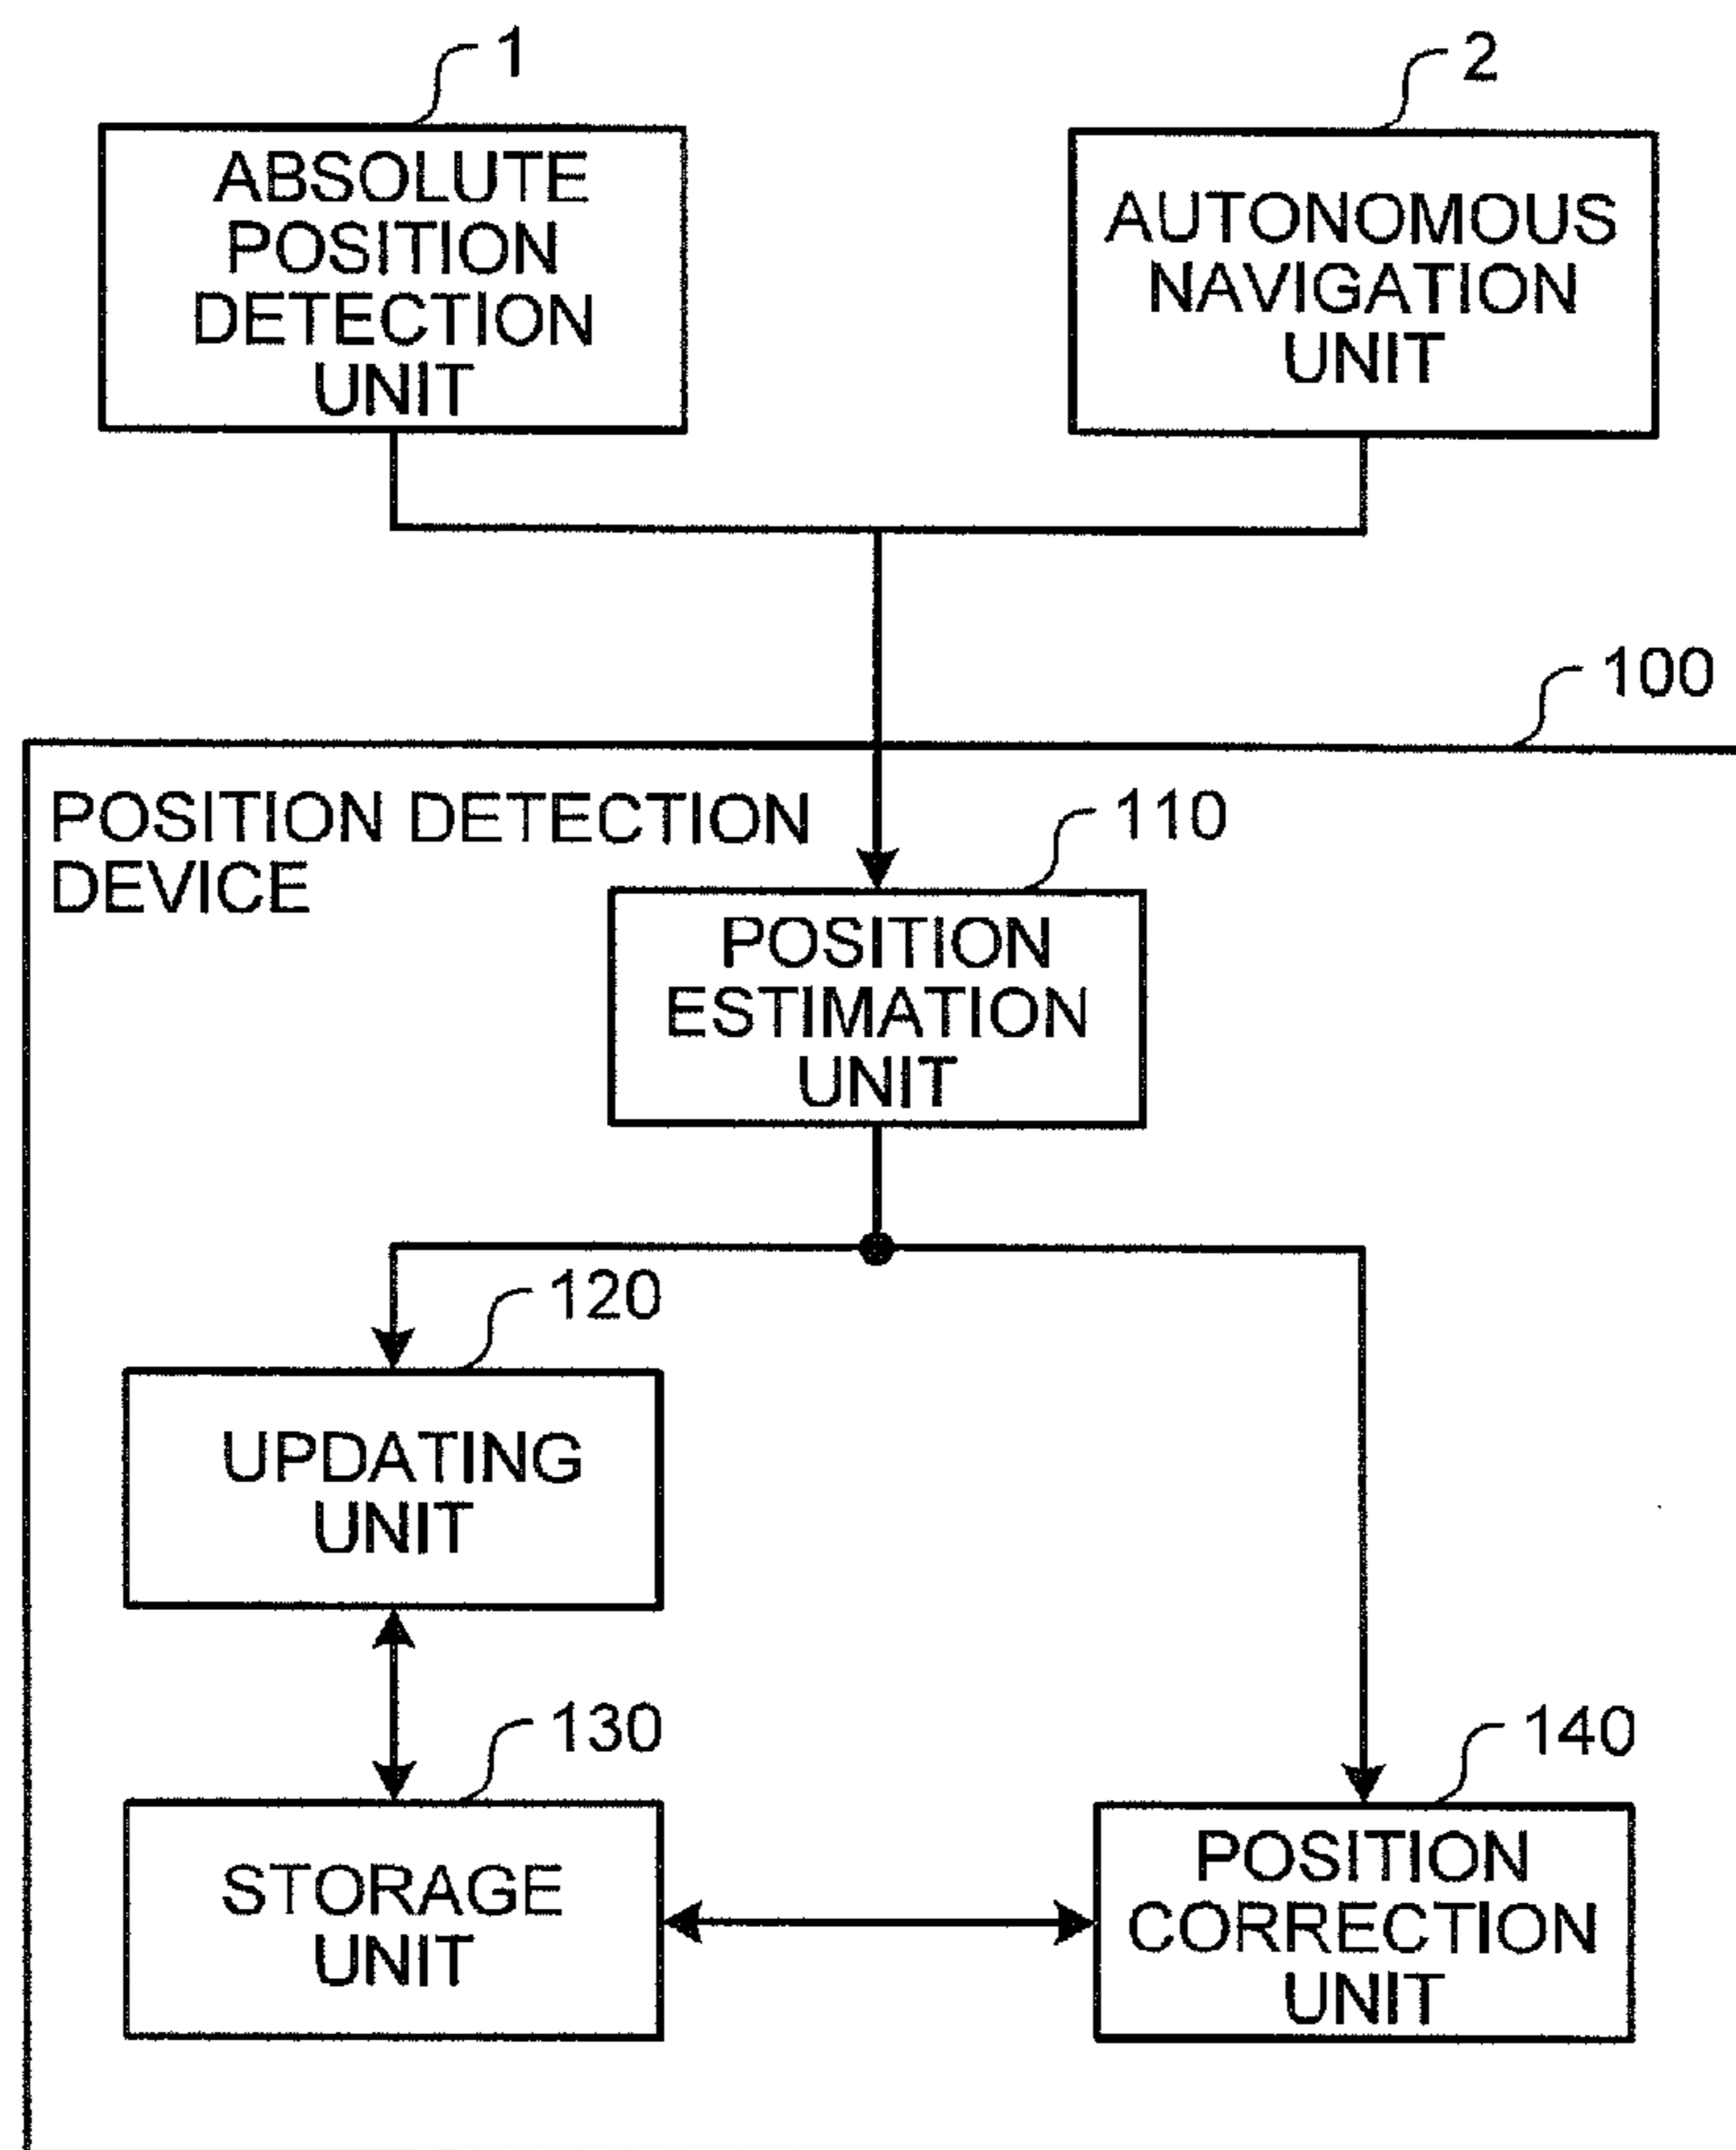 1
2
ABSOLUTE
POSITION
DETECTION
UNIT
AUTONOMOUS
NAVIGATION
UNIT
100
POSITION DETECTION
DEVICE
110
POSITION
ESTIMATION
UNIT
120
UPDATING
UNIT
130
STORAGE
UNIT
140
POSITION
CORRECTION
UNIT